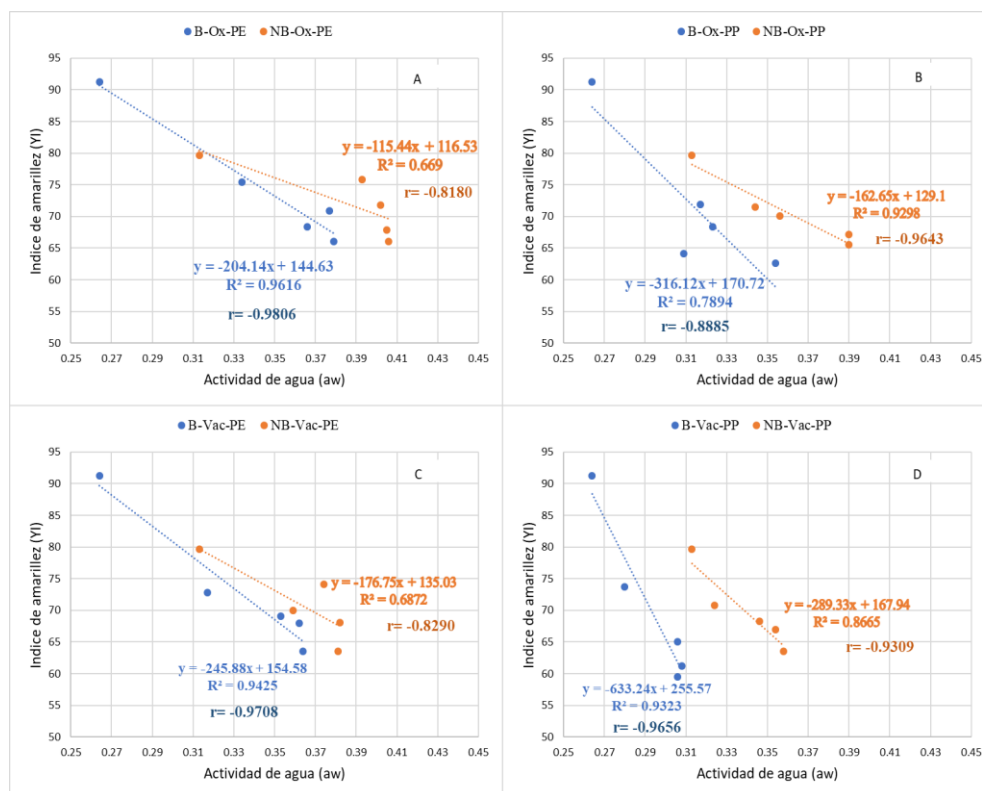 B-Ox-PE NB-Ox-PE
A
95
90
85
80
75
70
65
60
55
50
Indice de amarillez (YI)
y = -115.44x + 116.53
R² = 0.669
r= -0.8180
y = -204.14x + 144.63
R² = 0.9616
r= -0.9806
0.25 0.27 0.29 0.31 0.33 0.35 0.37 0.39 0.41 0.43 0.45
Actividad de agua (aw)
B-Ox-PP NB-Ox-PP
B
95
90
85
80
75
70
65
60
55
50
Indice de amarillez (YI)
y = -162.65x + 129.1
R² = 0.9298
r= -0.9643
y = -316.12x + 170.72
R² = 0.7894
r= -0.8885
0.25 0.27 0.29 0.31 0.33 0.35 0.37 0.39 0.41 0.43 0.45
Actividad de agua (aw)
B-Vac-PE NB-Vac-PE
C
95
90
85
80
75
70
65
60
55
50
Indice de amarillez (YI)
y = -176.75x + 135.03
R² = 0.6872
r= -0.8290
y = -245.88x + 154.58
R² = 0.9425
r= -0.9708
0.25 0.27 0.29 0.31 0.33 0.35 0.37 0.39 0.41 0.43 0.45
Actividad de agua (aw)
B-Vac-PP NB-Vac-PP
D
95
90
85
80
75
70
65
60
55
50
Indice de amarillez (YI)
y = -289.33x + 167.94
R² = 0.8665
r= -0.9309
y = -633.24x + 255.57
R² = 0.9323
r= -0.9656
0.25 0.27 0.29 0.31 0.33 0.35 0.37 0.39 0.41 0.43 0.45
Actividad de agua (aw)